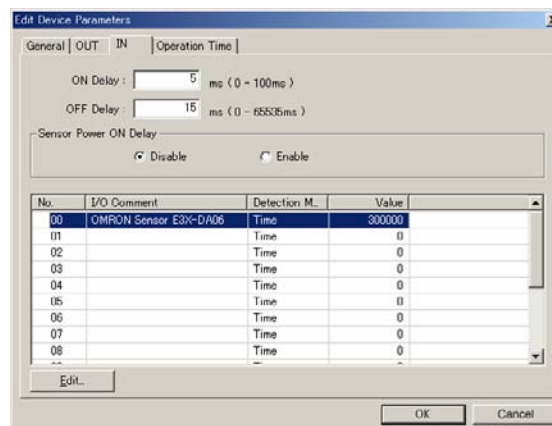 Edit Device Parameters
General OUT IN Operation Time
ON Delay : 5 ms ( 0 - 100ms )
OFF Delay : 15 ms ( 0 - 65535ms )
Sensor Power ON Delay
Disable Enable
No. I/O Comment Detection M... Value
00 OMRON Sensor E3X-DA06 Time 300000
01 Time 0
02 Time 0
03 Time 0
04 Time 0
05 Time 0
06 Time 0
07 Time 0
08 Time 0
Edit...
OK Cancel